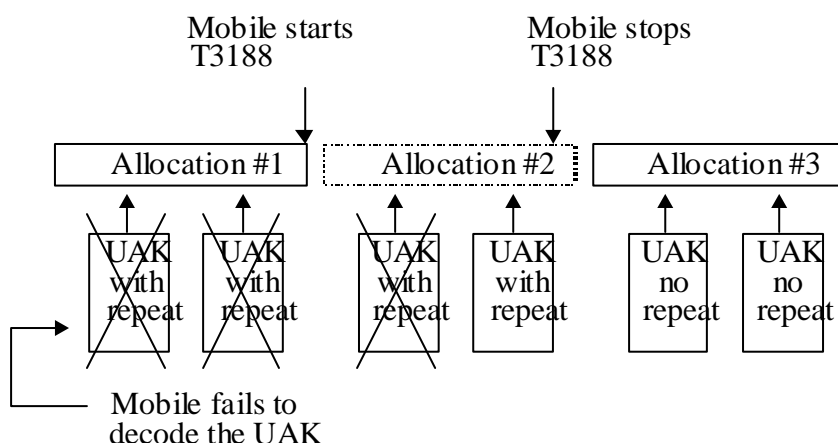 Mobile starts
T3188
Mobile stops
T3188
Allocation #1
Allocation #2
Allocation #3
UAK
with
repeat
UAK
with
repeat
UAK
with
repeat
UAK
with
repeat
UAK
no
repeat
UAK
no
repeat
Mobile fails to
decode the UAK